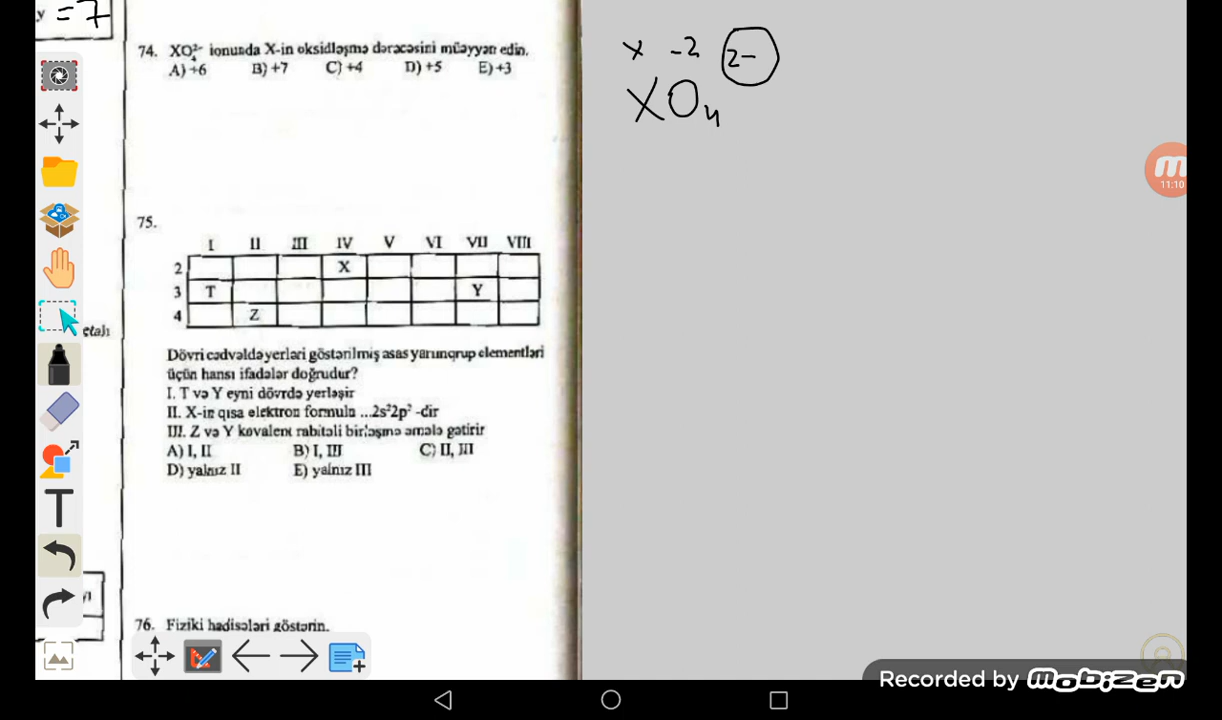 y = 7
74. XO₄²⁻ ionunda X-in oksidləşmə dərəcəsini müəyyən edin.
A) +6 B) +7 C) +4 D) +5 E) +3
x -2 2-
XO₄
11:10
75.
I II III IV V VI VII VIII
2 X
3 T Y
4 Z
Dövri cədvəldə yerləri göstərilmiş əsas yarımqrup elementləri
üçün hansı ifadələr doğrudur?
I. T və Y eyni dövrdə yerləşir
II. X-in qısa elektron formulu ...2s²2p² -dir
III. Z və Y kovalent rabitəli birləşmə əmələ gətirir
A) I, II B) I, III C) II, III
D) yalnız II E) yalnız III
76. Fiziki hadisələri göstərin.
T
Recorded by mobizen